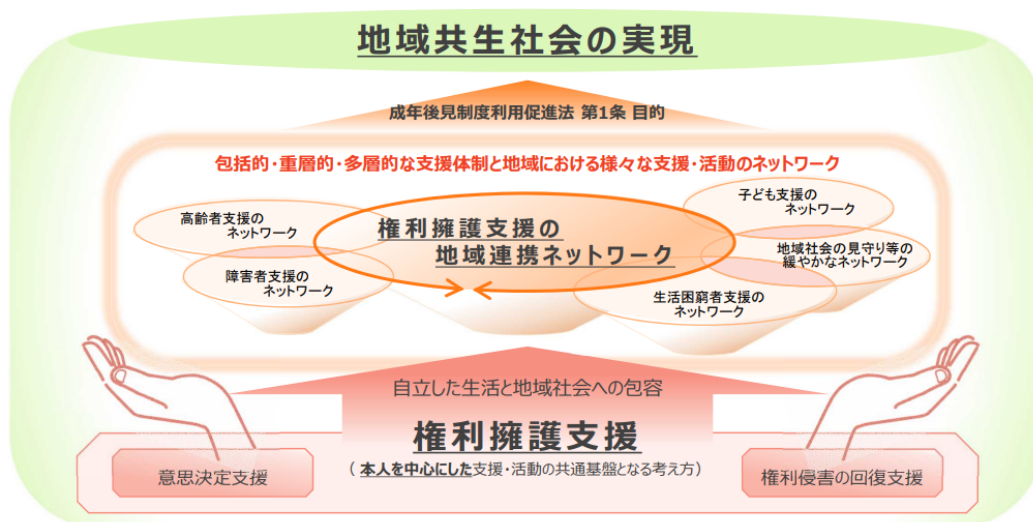 地域共生社会の実現
成年後見制度利用促進法 第1条 目的
包括的・重層的・多層的な支援体制と地域における様々な支援・活動のネットワーク
高齢者支援の
ネットワーク
障害者支援の
ネットワーク
権利擁護支援の
地域連携ネットワーク
子ども支援の
ネットワーク
地域社会の見守り等の
緩やかなネットワーク
生活困窮者支援の
ネットワーク
自立した生活と地域社会への包容
権利擁護支援
（本人を中心にした支援・活動の共通基盤となる考え方）
意思決定支援
権利侵害の回復支援